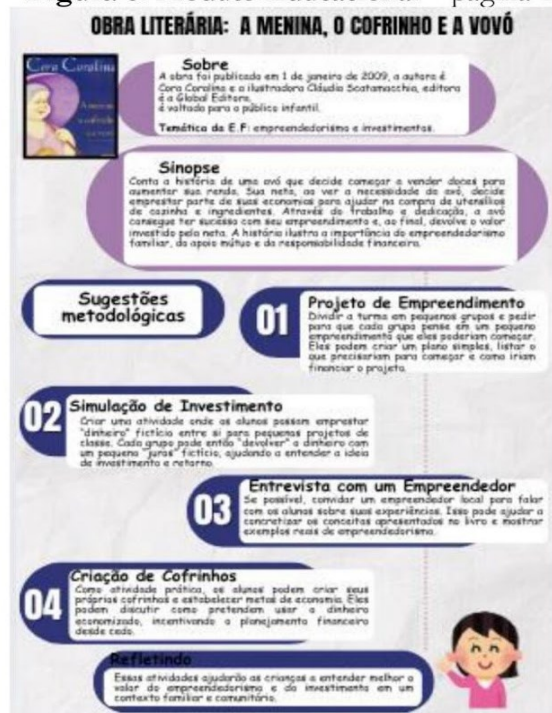 OBRA LITERÁRIA: A MENINA, O COFRINHO E A VOVÓ
Cora Coralina
Sobre
A obra foi publicada em 1 de janeiro de 2009, a autora é
Cora Coralina e a ilustradora Cláudia Scatamacchia, editora
é a Global Editora.
é voltada para o público infantil.
Temática da E.F: empreendedorismo e investimentos.
Sinopse
Conta a história de uma avó que decide começar a vender doces para
aumentar sua renda. Sua neta, ao ver a necessidade da avó, decide
emprestar parte de suas economias para ajudar na compra de utensílios
de cozinha e ingredientes. Através do trabalho e dedicação, a avó
consegue ter sucesso com seu empreendimento e, ao final, devolve o valor
investido pela neta. A história ilustra a importância do empreendedorismo
familiar, do apoio mútuo e da responsabilidade financeira.
Sugestões
metodológicas
01
Projeto de Empreendimento
Dividir a turma em pequenos grupos e pedir
para que cada grupo pense em um pequeno
empreendimento que eles poderiam começar.
Eles podem criar um plano simples, listar o
que precisariam para começar e como iriam
financiar o projeto.
02
Simulação de Investimento
Criar uma atividade onde os alunos possam emprestar
"dinheiro" fictício entre si para pequenos projetos de
classe. Cada grupo pode então "devolver" o dinheiro com
um pequeno "juros" fictício, ajudando a entender a ideia
de investimento e retorno.
03
Entrevista com um Empreendedor
Se possível, convidar um empreendedor local para falar
com os alunos sobre suas experiências. Isso pode ajudar a
concretizar os conceitos apresentados no livro e mostrar
exemplos reais de empreendedorismo.
04
Criação de Cofrinhos
Como atividade prática, os alunos podem criar seus
próprios cofrinhos e estabelecer metas de economia. Eles
podem discutir como pretendem usar o dinheiro
economizado, incentivando o planejamento financeiro
desde cedo.
Refletindo
Essas atividades ajudarão as crianças a entender melhor o
valor do empreendedorismo e do investimento em um
contexto familiar e comunitário.